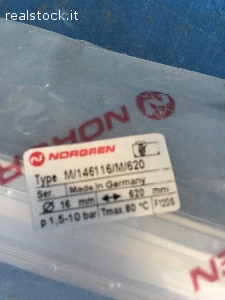 realstock.it
NORGREN
NORGREN
Type M/146116/M/620
Ser. Made in Germany
Ø 16 mm ↔ 620 mm
p 1,5-10 bar Tmax.80 °C F12D5